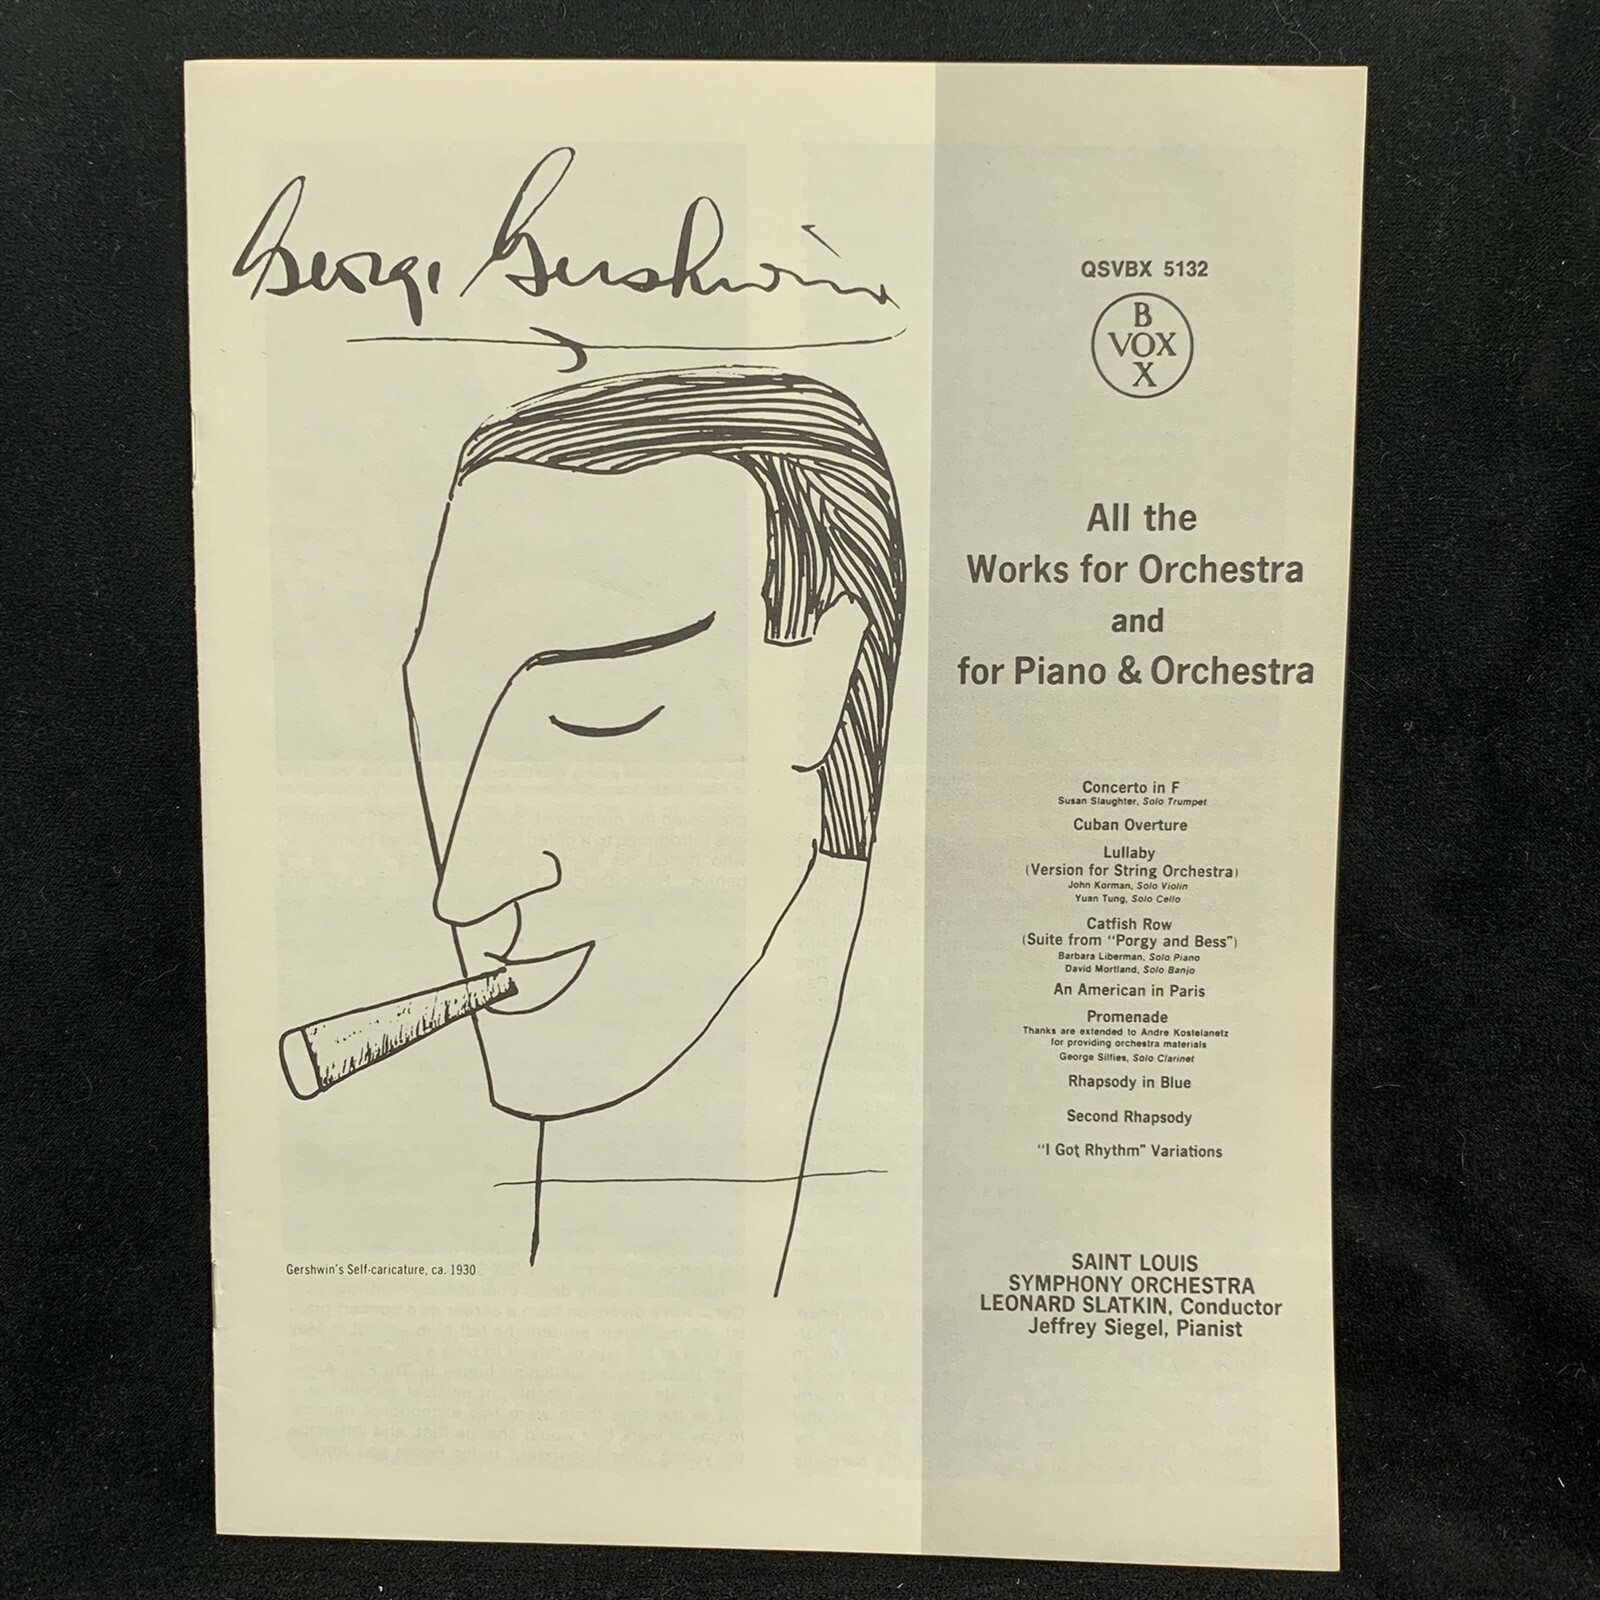 George Gershwin
QSVBX 5132
B
VOX
X
All the
Works for Orchestra
and
for Piano & Orchestra
Concerto in F
Susan Slaughter, Solo Trumpet
Cuban Overture
Lullaby
(Version for String Orchestra)
John Korman, Solo Violin
Yuan Tung, Solo Cello
Catfish Row
(Suite from "Porgy and Bess")
Barbara Liberman, Solo Piano
David Mortland, Solo Banjo
An American in Paris
Promenade
Thanks are extended to Andre Kostelanetz
for providing orchestra materials
George Silfies, Solo Clarinet
Rhapsody in Blue
Second Rhapsody
"I Got Rhythm" Variations
SAINT LOUIS
SYMPHONY ORCHESTRA
LEONARD SLATKIN, Conductor
Jeffrey Siegel, Pianist
Gershwin's Self-caricature, ca. 1930